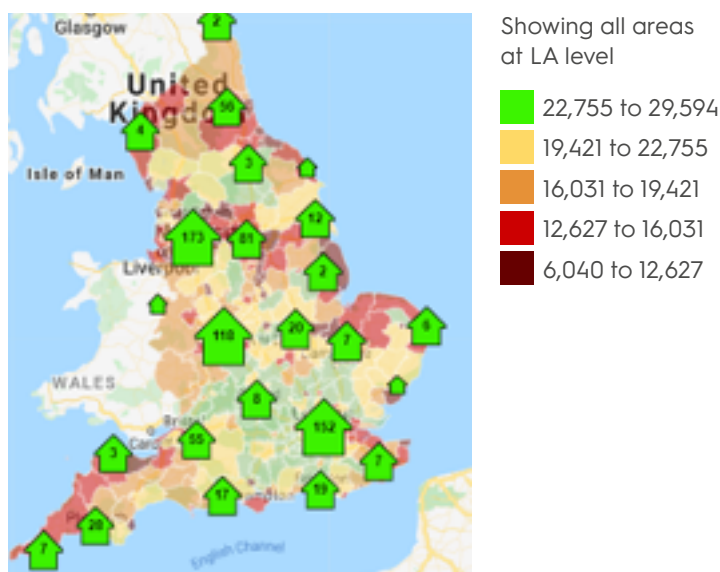 Glasgow
2
Showing all areas
at LA level
United
Kingdom
56
4
22,755 to 29,594
19,421 to 22,755
16,031 to 19,421
12,627 to 16,031
6,040 to 12,627
3
Isle of Man
12
173
81
Liverpool
2
118
20
7
6
WALES
8
152
55
3
7
17
19
28
7
English Channel